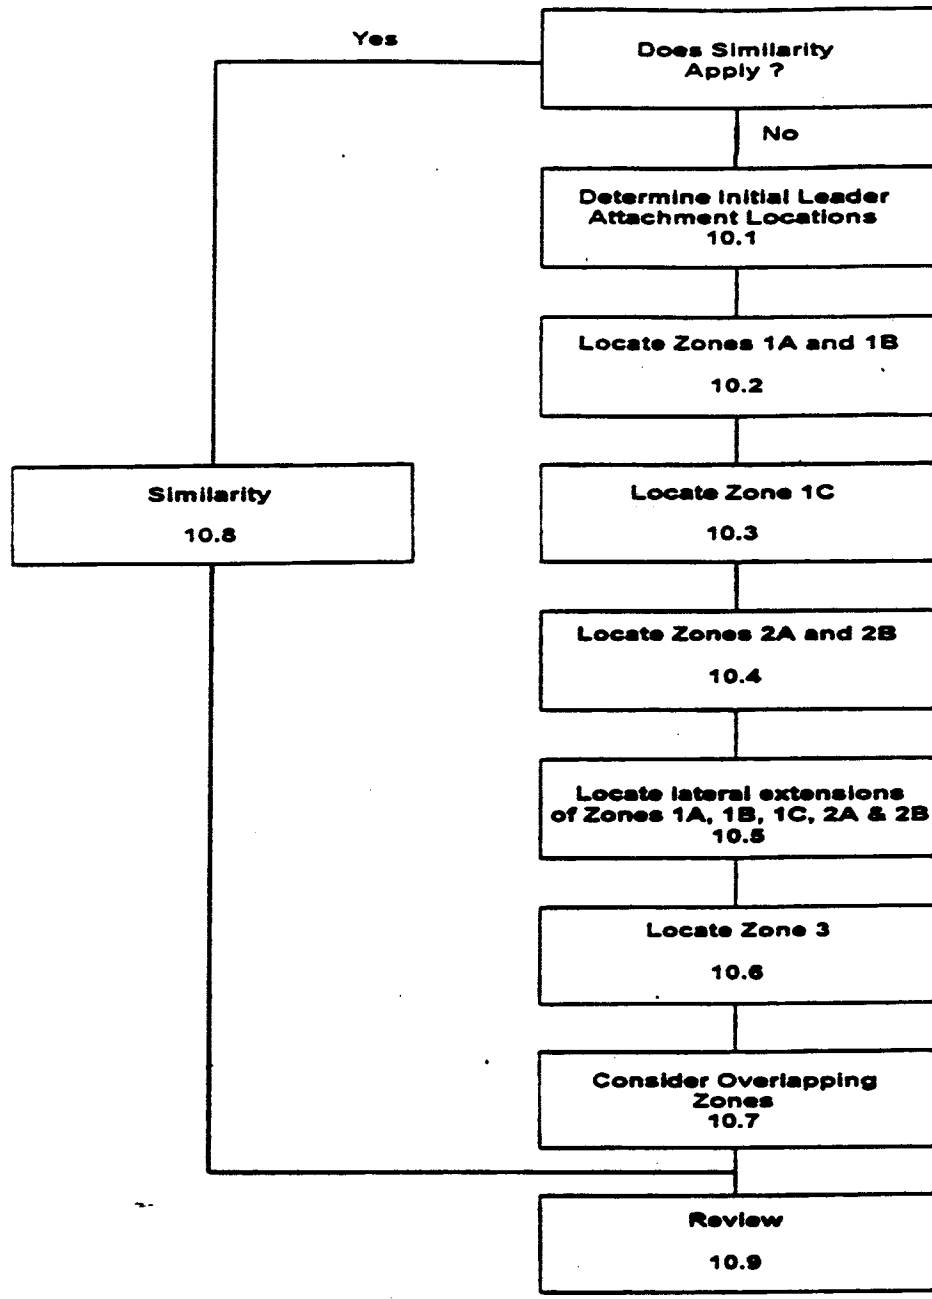 Yes
Does Similarity
Apply ?
No
Determine Initial Leader
Attachment Locations
10.1
Locate Zones 1A and 1B
10.2
Similarity
10.8
Locate Zone 1C
10.3
Locate Zones 2A and 2B
10.4
Locate lateral extensions
of Zones 1A, 1B, 1C, 2A & 2B
10.5
Locate Zone 3
10.6
Consider Overlapping
Zones
10.7
Review
10.9